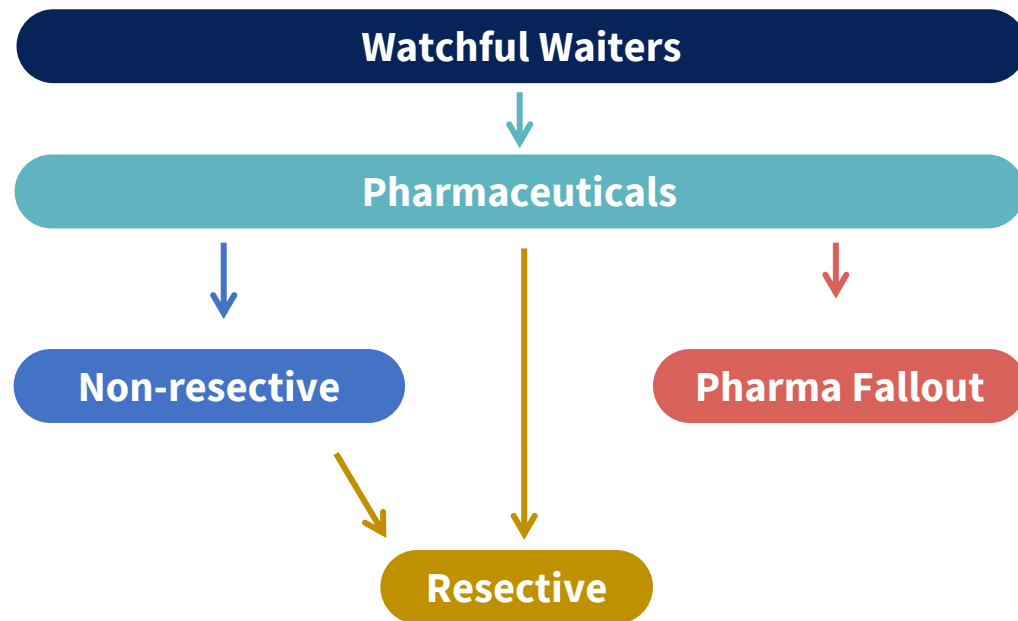 Watchful Waiters
Pharmaceuticals
Non-resective
Pharma Fallout
Resective